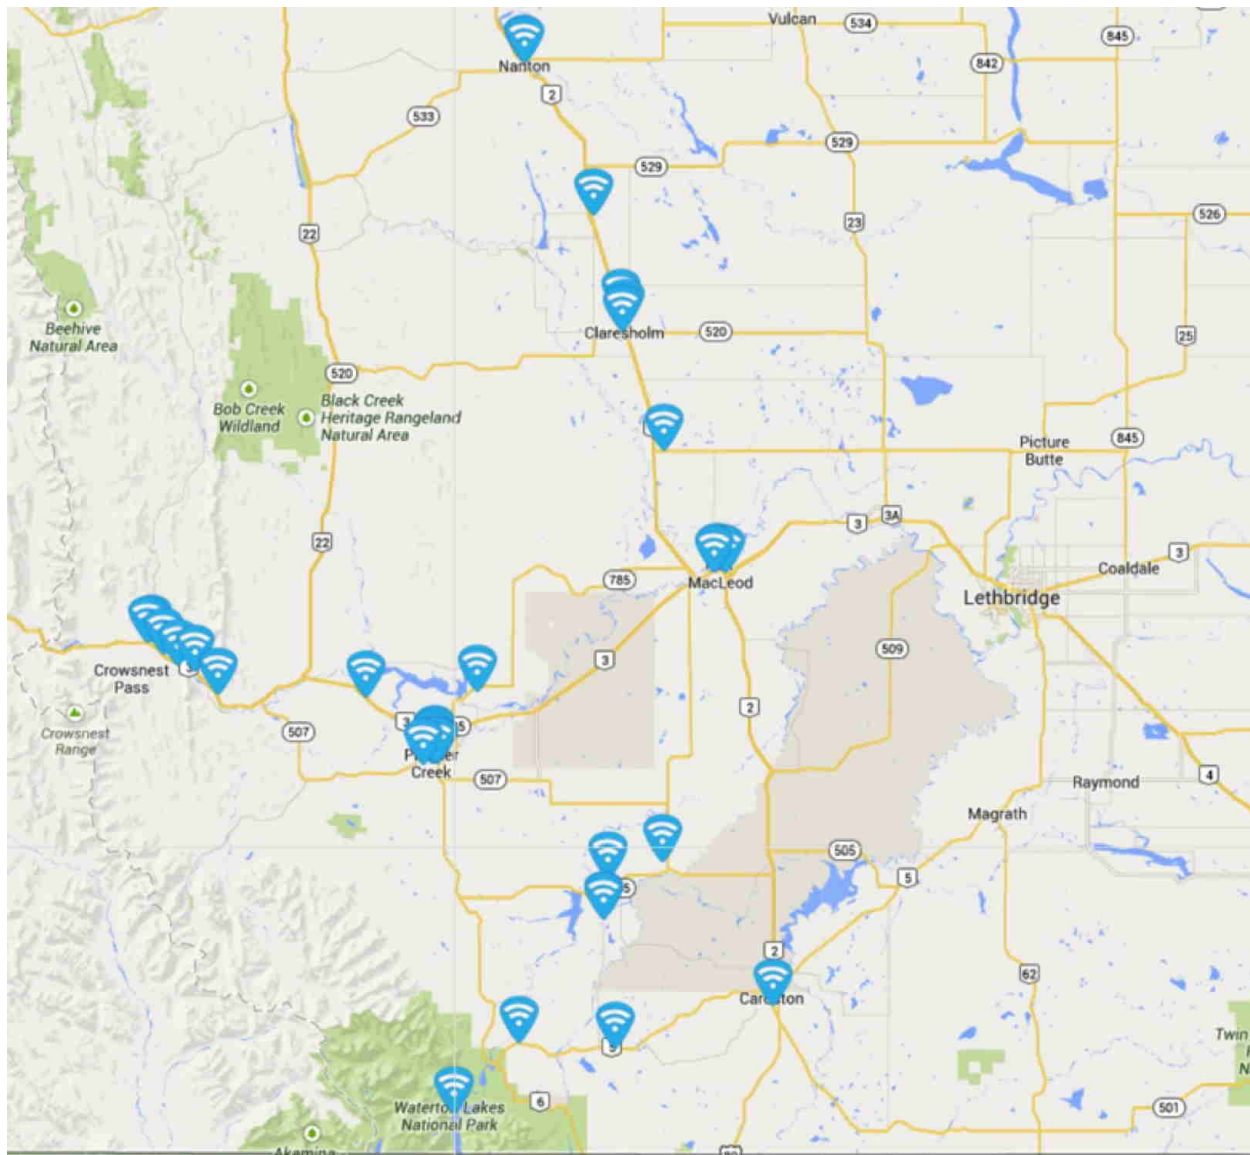 Vulcan
534
845
Nanton
842
2
533
529
529
526
22
23
Beehive
Natural Area
Claresholm
520
25
520
Bob Creek
Wildland
Black Creek
Heritage Rangeland
Natural Area
Picture
Butte
845
3A
3
22
3
Coaldale
785
MacLeod
Lethbridge
509
3
Crowsnest
Pass
2
Crowsnest
Range
507
3
Creek
507
4
Raymond
Magrath
505
5
2
62
Twin
5
6
Waterton Lakes
National Park
501
Akamina